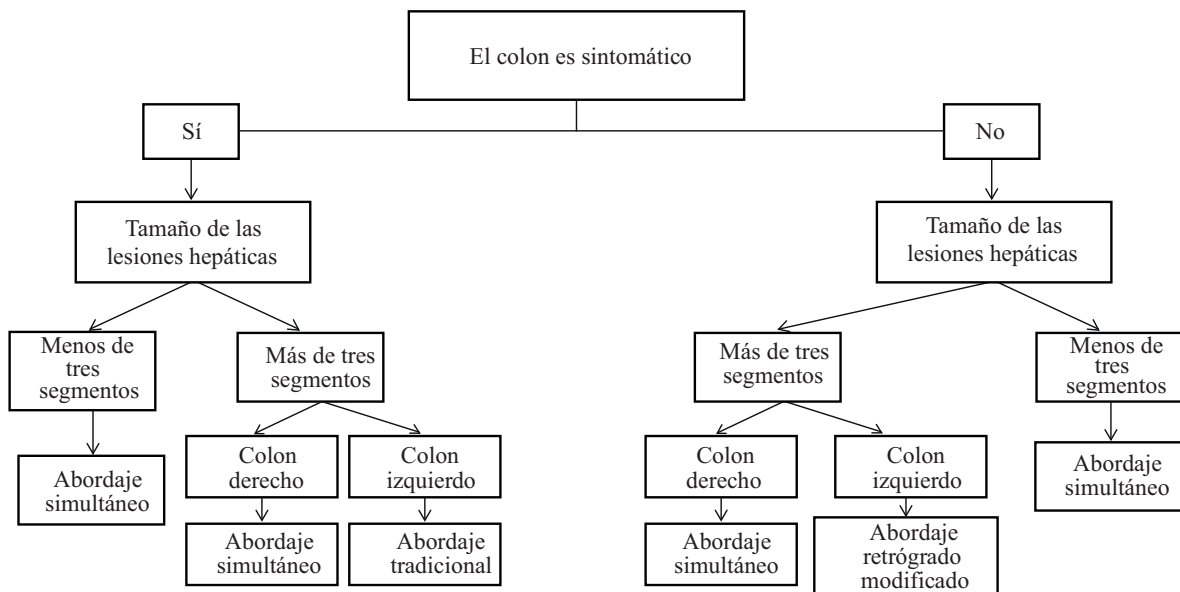 El colon es sintomático
Sí
No
Tamaño de las
lesiones hepáticas
Tamaño de las
lesiones hepáticas
Menos de
tres
segmentos
Más de tres
segmentos
Más de tres
segmentos
Menos de
tres
segmentos
Abordaje
simultáneo
Colon
derecho
Colon
izquierdo
Colon
derecho
Colon
izquierdo
Abordaje
simultáneo
Abordaje
simultáneo
Abordaje
tradicional
Abordaje
simultáneo
Abordaje
retrógrado
modificado